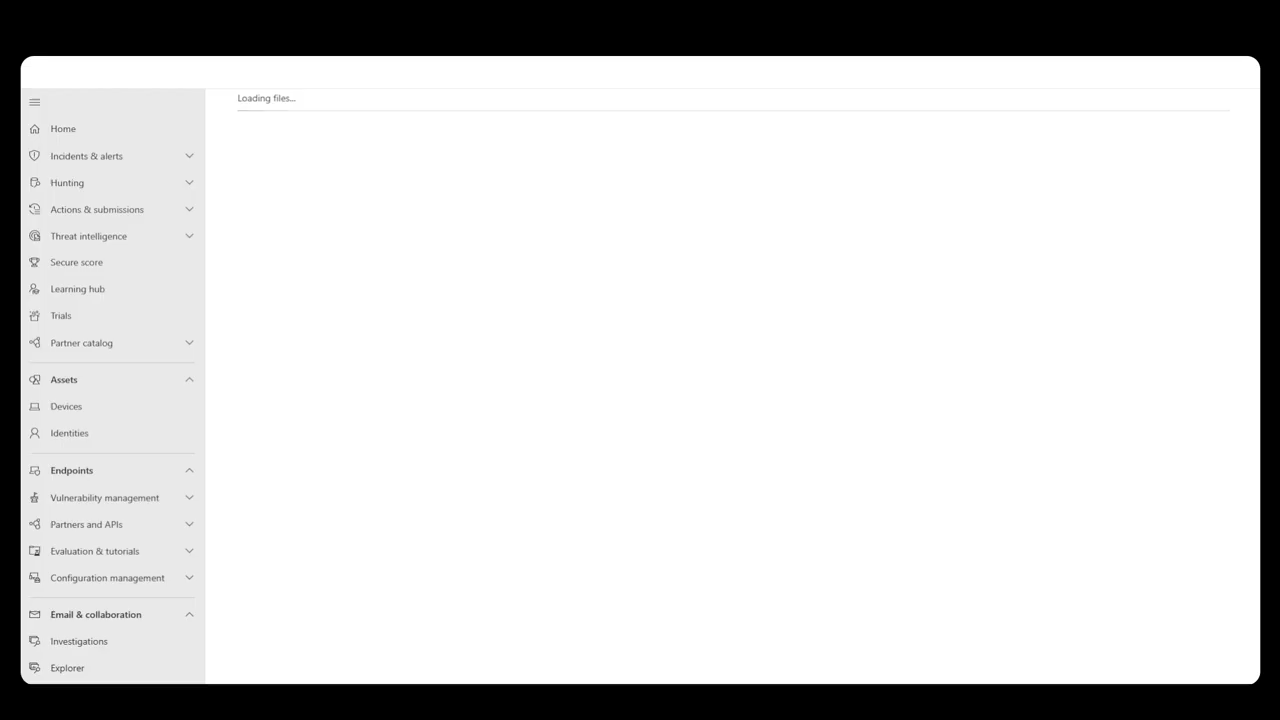 Loading files...
Home
Incidents & alerts
Hunting
Actions & submissions
Threat intelligence
Secure score
Learning hub
Trials
Partner catalog
Assets
Devices
Identities
Endpoints
Vulnerability management
Partners and APIs
Evaluation & tutorials
Configuration management
Email & collaboration
Investigations
Explorer